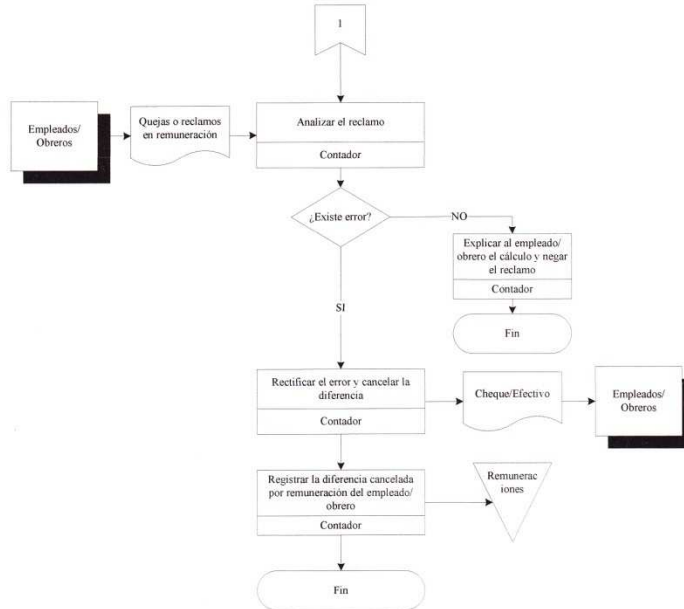 1
Empleados/
Obreros
Quejas o reclamos
en remuneración
Analizar el reclamo
Contador
¿Existe error?
NO
Explicar al empleado/
obrero el cálculo y negar
el reclamo
Contador
Fin
SI
Rectificar el error y cancelar la
diferencia
Contador
Cheque/Efectivo
Empleados/
Obreros
Registrar la diferencia cancelada
por remuneración del empleado/
obrero
Contador
Remunerac
iones
Fin